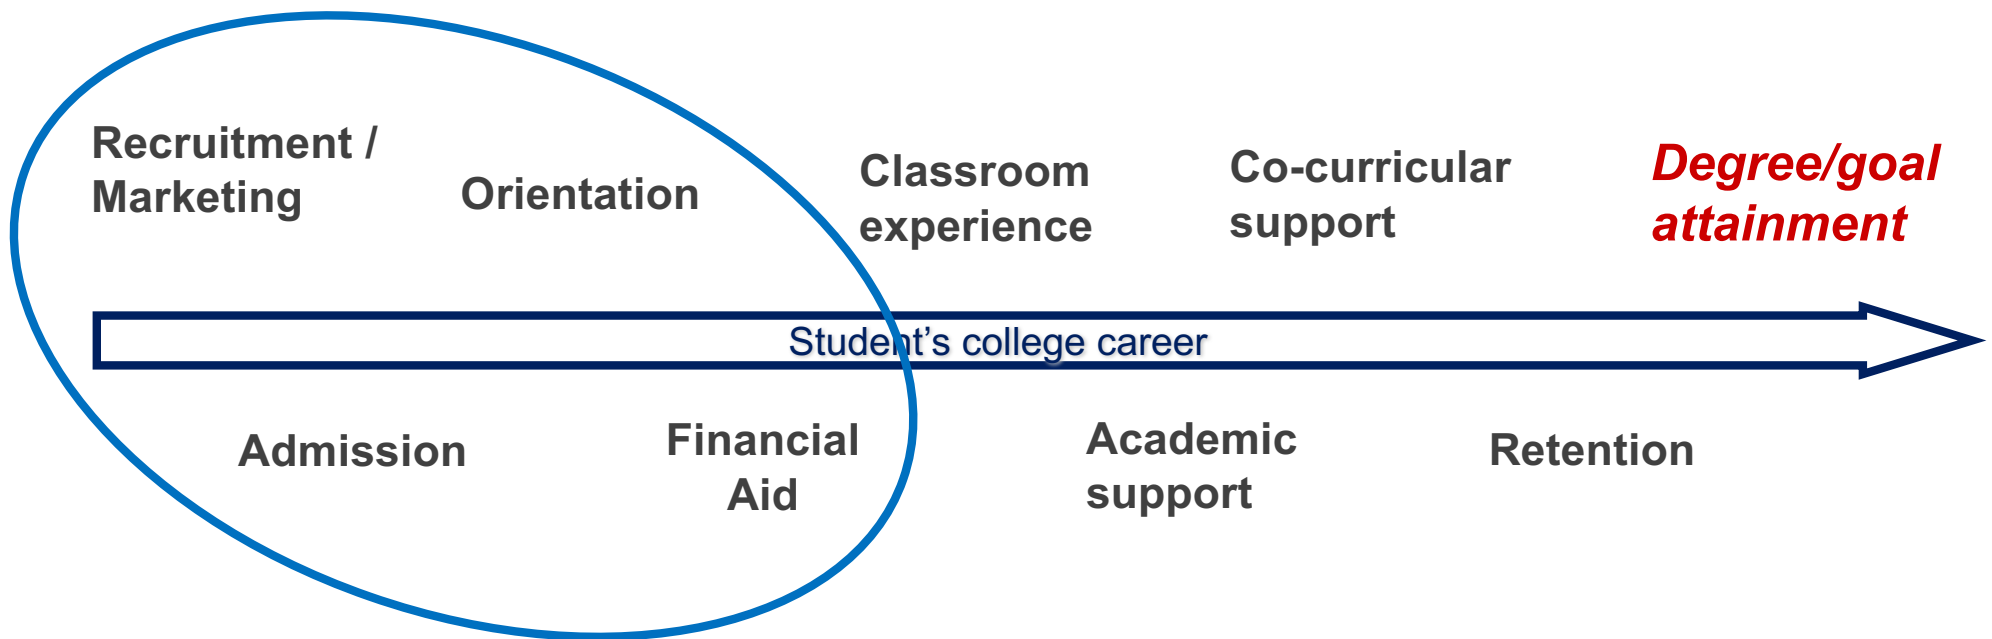 Recruitment /
Marketing
Orientation
Classroom
experience
Co-curricular
support
Degree/goal
attainment
Student’s college career
Admission
Financial
Aid
Academic
support
Retention